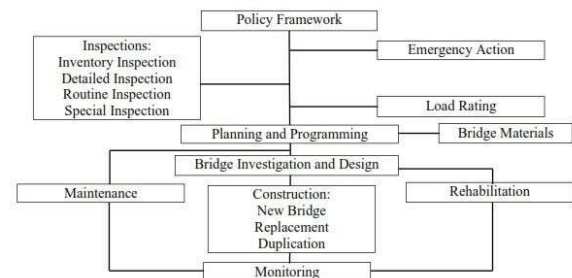 Policy Framework
Inspections:
Inventory Inspection
Detailed Inspection
Routine Inspection
Special Inspection
Emergency Action
Load Rating
Planning and Programming
Bridge Materials
Bridge Investigation and Design
Maintenance
Construction:
New Bridge
Replacement
Duplication
Rehabilitation
Monitoring